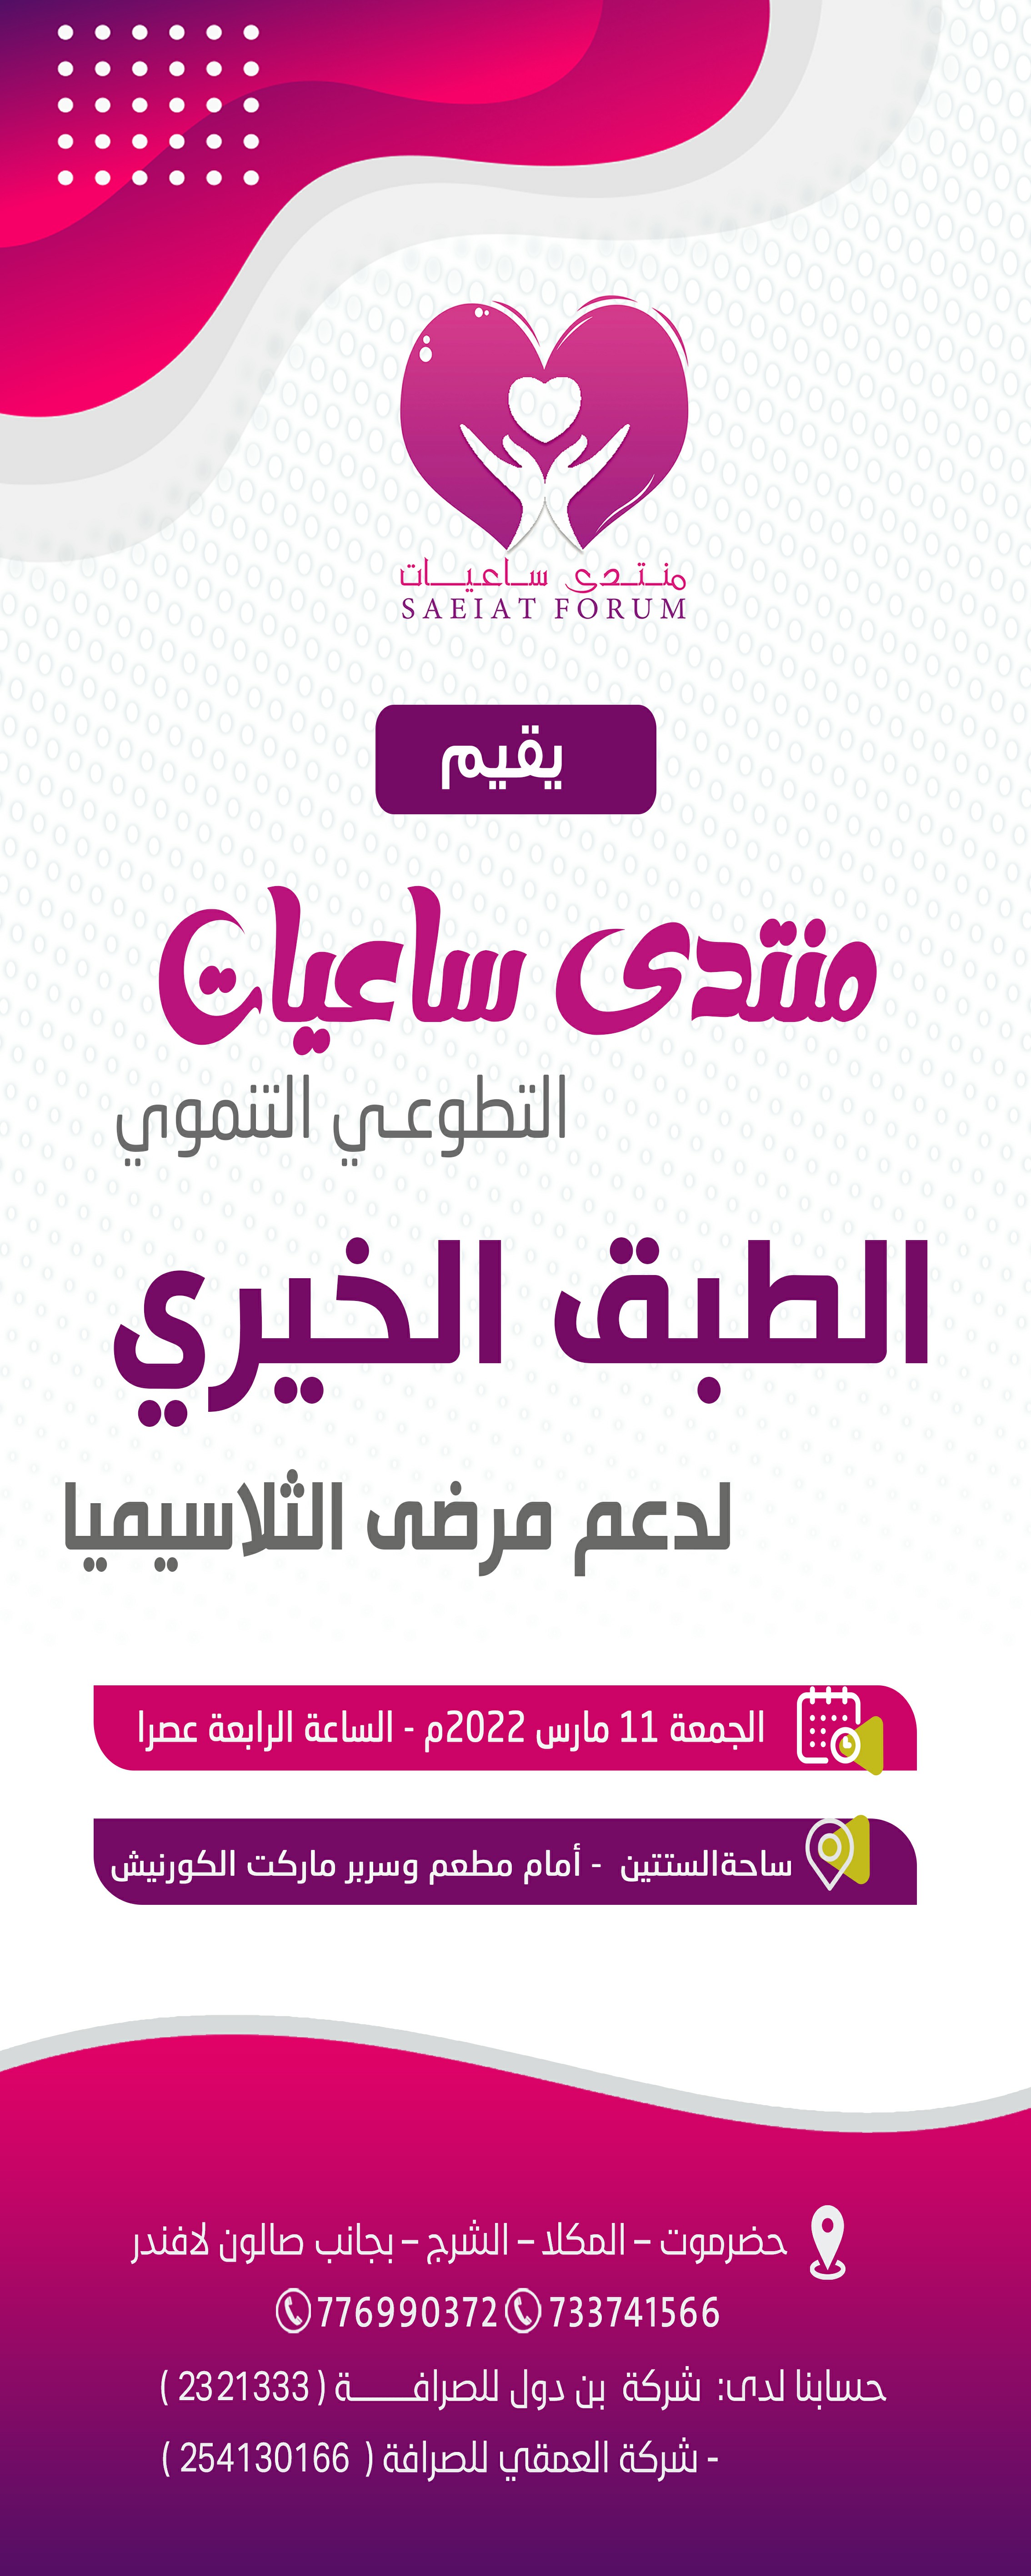 منتدى ساعيات
SAEIAT FORUM
يقيم
منتدى ساعيات
التطوعي التنموي
الطبق الخيري
لدعم مرضى الثلاسيميا
الجمعة 11 مارس 2022م - الساعة الرابعة عصرا
ساحةالستتين - أمام مطعم وسربر ماركت الكورنيش
حضرموت – المكلا – الشرج – بجانب صالون لافندر
733741566 776990372
حسابنا لدى: شركة بن دول للصرافة ( 2321333 )
- شركة العمقي للصرافة ( 254130166 )